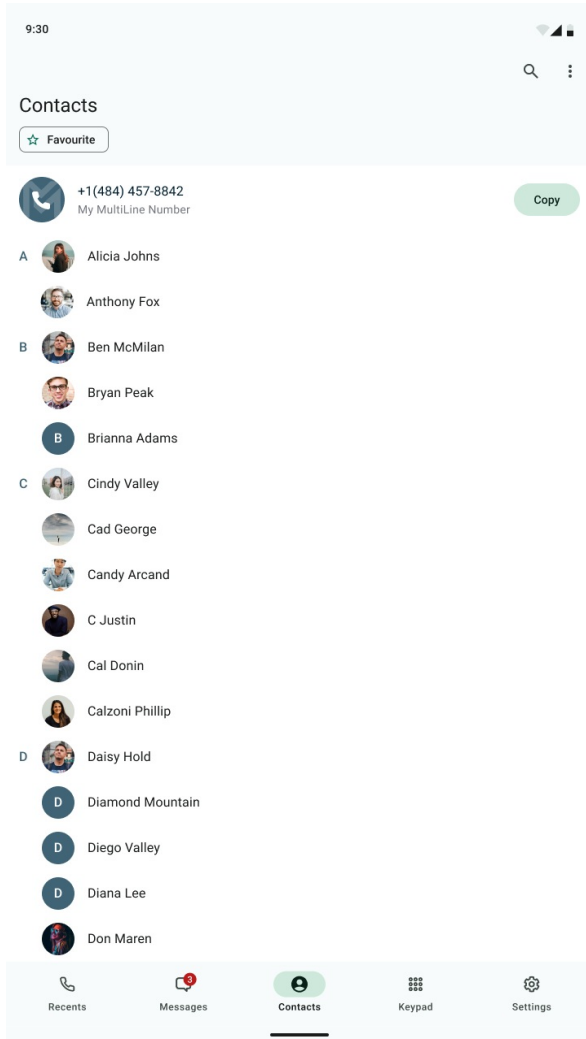 9:30
Contacts
Favourite
+1(484) 457-8842
My MultiLine Number
Copy
A
Alicia Johns
Anthony Fox
B
Ben McMilan
Bryan Peak
B
Brianna Adams
C
Cindy Valley
Cad George
Candy Arcand
C Justin
Cal Donin
Calzoni Phillip
D
Daisy Hold
D
Diamond Mountain
D
Diego Valley
D
Diana Lee
Don Maren
3
Recents
Messages
Contacts
Keypad
Settings